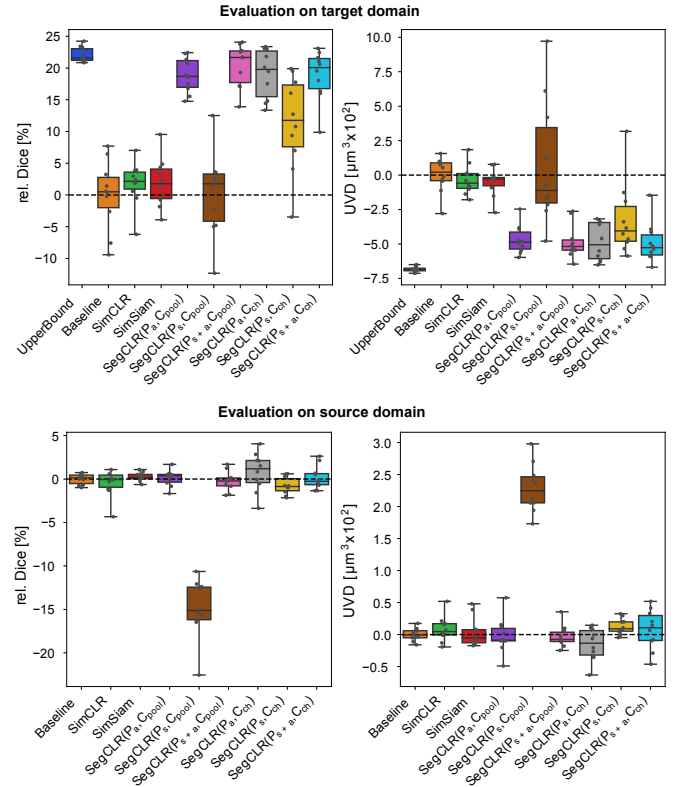 Evaluation on target domain
rel. Dice [%]
25
20
15
10
5
0
−5
−10
UpperBound
Baseline
SimCLR
SimSiam
SegCLR(Pa, Cpool)
SegCLR(Ps, Cpool)
SegCLR(Ps + a, Cpool)
SegCLR(Pa, Cch)
SegCLR(Ps, Cch)
SegCLR(Ps + a, Cch)
UVD [ μm³x10²]
10.0
7.5
5.0
2.5
0.0
−2.5
−5.0
−7.5
UpperBound
Baseline
SimCLR
SimSiam
SegCLR(Pa, Cpool)
SegCLR(Ps, Cpool)
SegCLR(Ps + a, Cpool)
SegCLR(Pa, Cch)
SegCLR(Ps, Cch)
SegCLR(Ps + a, Cch)
Evaluation on source domain
rel. Dice [%]
5
0
−5
−10
−15
−20
Baseline
SimCLR
SimSiam
SegCLR(Pa, Cpool)
SegCLR(Ps, Cpool)
SegCLR(Ps + a, Cpool)
SegCLR(Pa, Cch)
SegCLR(Ps, Cch)
SegCLR(Ps + a, Cch)
UVD [ μm³x10²]
3.0
2.5
2.0
1.5
1.0
0.5
0.0
−0.5
Baseline
SimCLR
SimSiam
SegCLR(Pa, Cpool)
SegCLR(Ps, Cpool)
SegCLR(Ps + a, Cpool)
SegCLR(Pa, Cch)
SegCLR(Ps, Cch)
SegCLR(Ps + a, Cch)